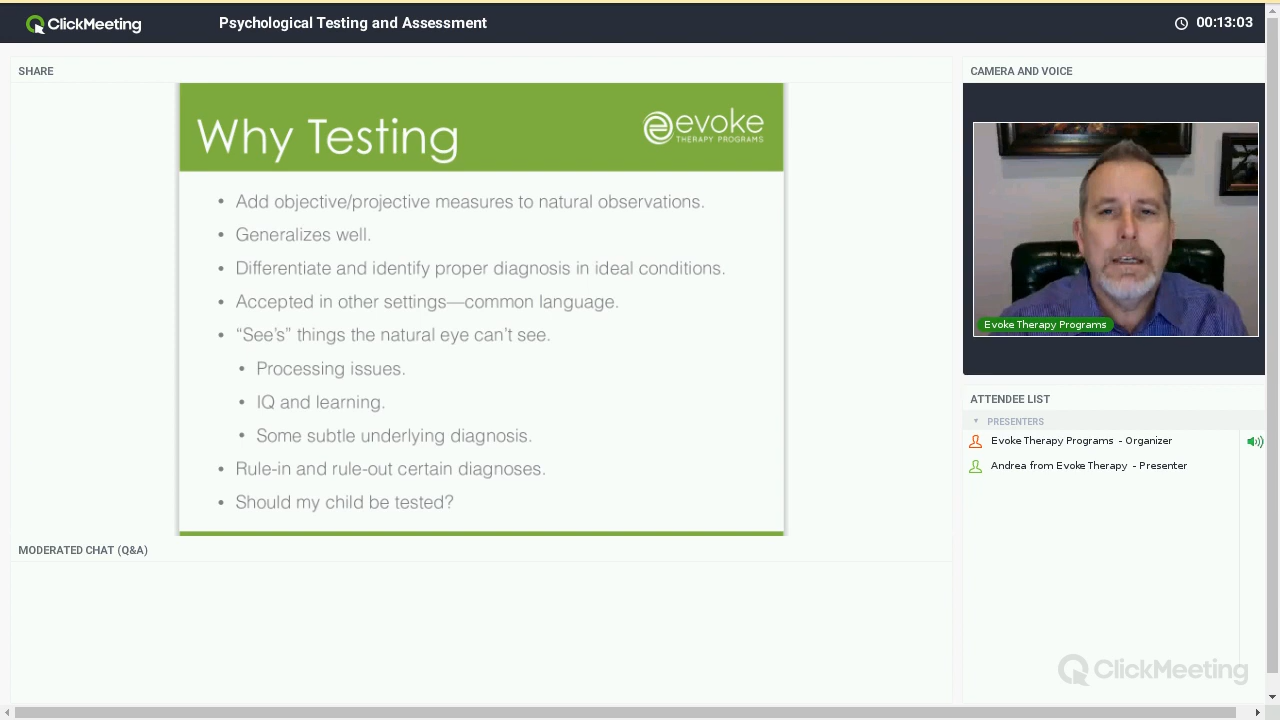 ClickMeeting
Psychological Testing and Assessment
00:13:03
SHARE
Why Testing
evoke
THERAPY PROGRAMS
• Add objective/projective measures to natural observations.
• Generalizes well.
• Differentiate and identify proper diagnosis in ideal conditions.
• Accepted in other settings—common language.
• “See’s” things the natural eye can’t see.
• Processing issues.
• IQ and learning.
• Some subtle underlying diagnosis.
• Rule-in and rule-out certain diagnoses.
• Should my child be tested?
MODERATED CHAT (Q&A)
CAMERA AND VOICE
Evoke Therapy Programs
ATTENDEE LIST
PRESENTERS
Evoke Therapy Programs - Organizer
Andrea from Evoke Therapy - Presenter
ClickMeeting